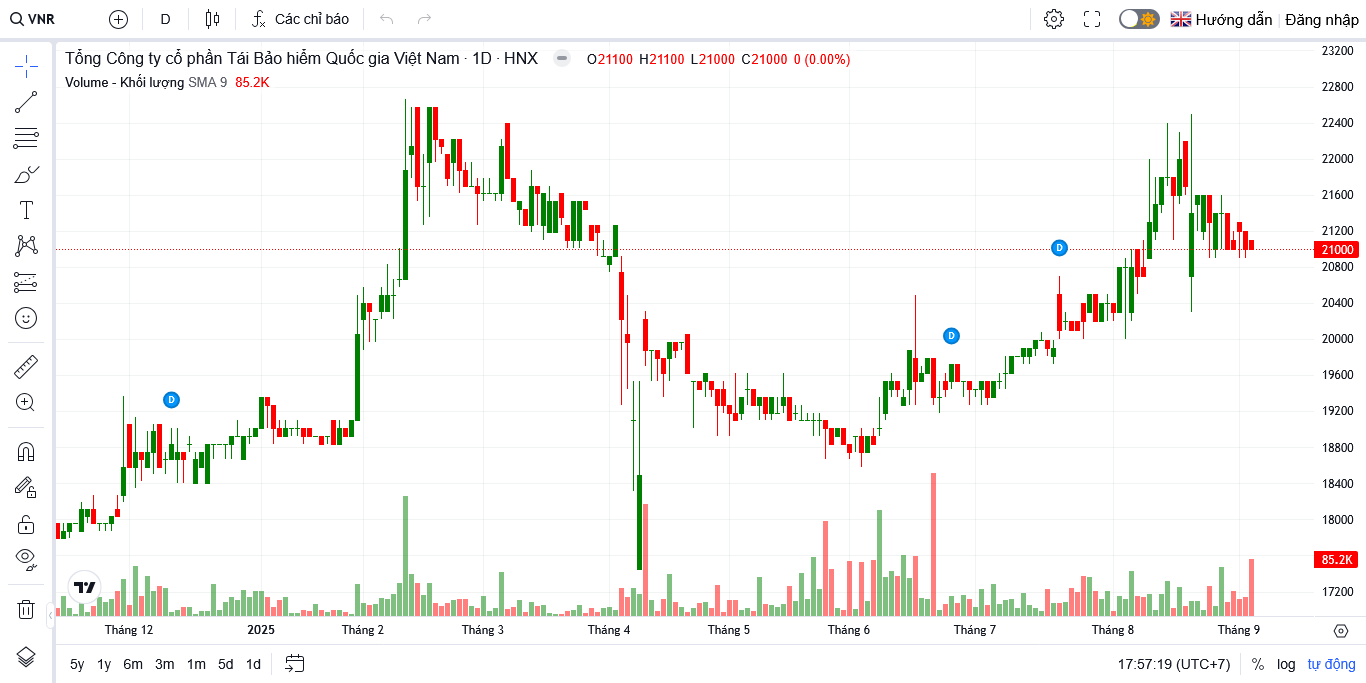 VNR D Các chỉ báo Hướng dẫn Đăng nhập
Tổng Công ty cổ phần Tái Bảo hiểm Quốc gia Việt Nam · 1D · HNX O21100 H21100 L21000 C21000 0 (0.00%)
Volume - Khối lượng SMA 9 85.2K
23200
22800
22400
22000
21600
21200
21000
20800
20400
20000
19600
19200
18800
18400
18000
85.2K
17200
D
D
D
Tháng 12 2025 Tháng 2 Tháng 3 Tháng 4 Tháng 5 Tháng 6 Tháng 7 Tháng 8 Tháng 9
5y 1y 6m 3m 1m 5d 1d 17:57:19 (UTC+7) % log tự động